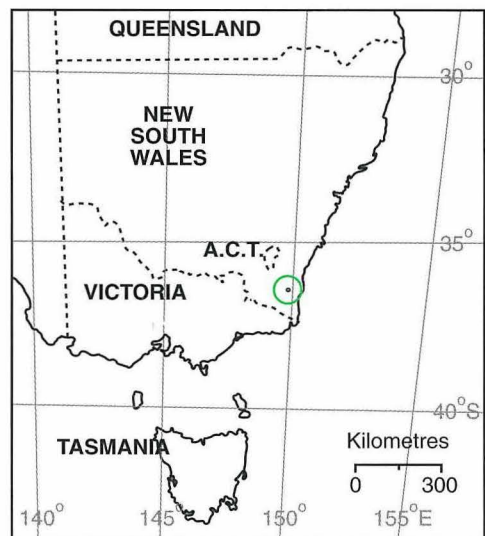 QUEENSLAND
30°
NEW
SOUTH
WALES
35°
A.C.T.
VICTORIA
40°S
TASMANIA
Kilometres
0 300
140° 145° 150° 155°E